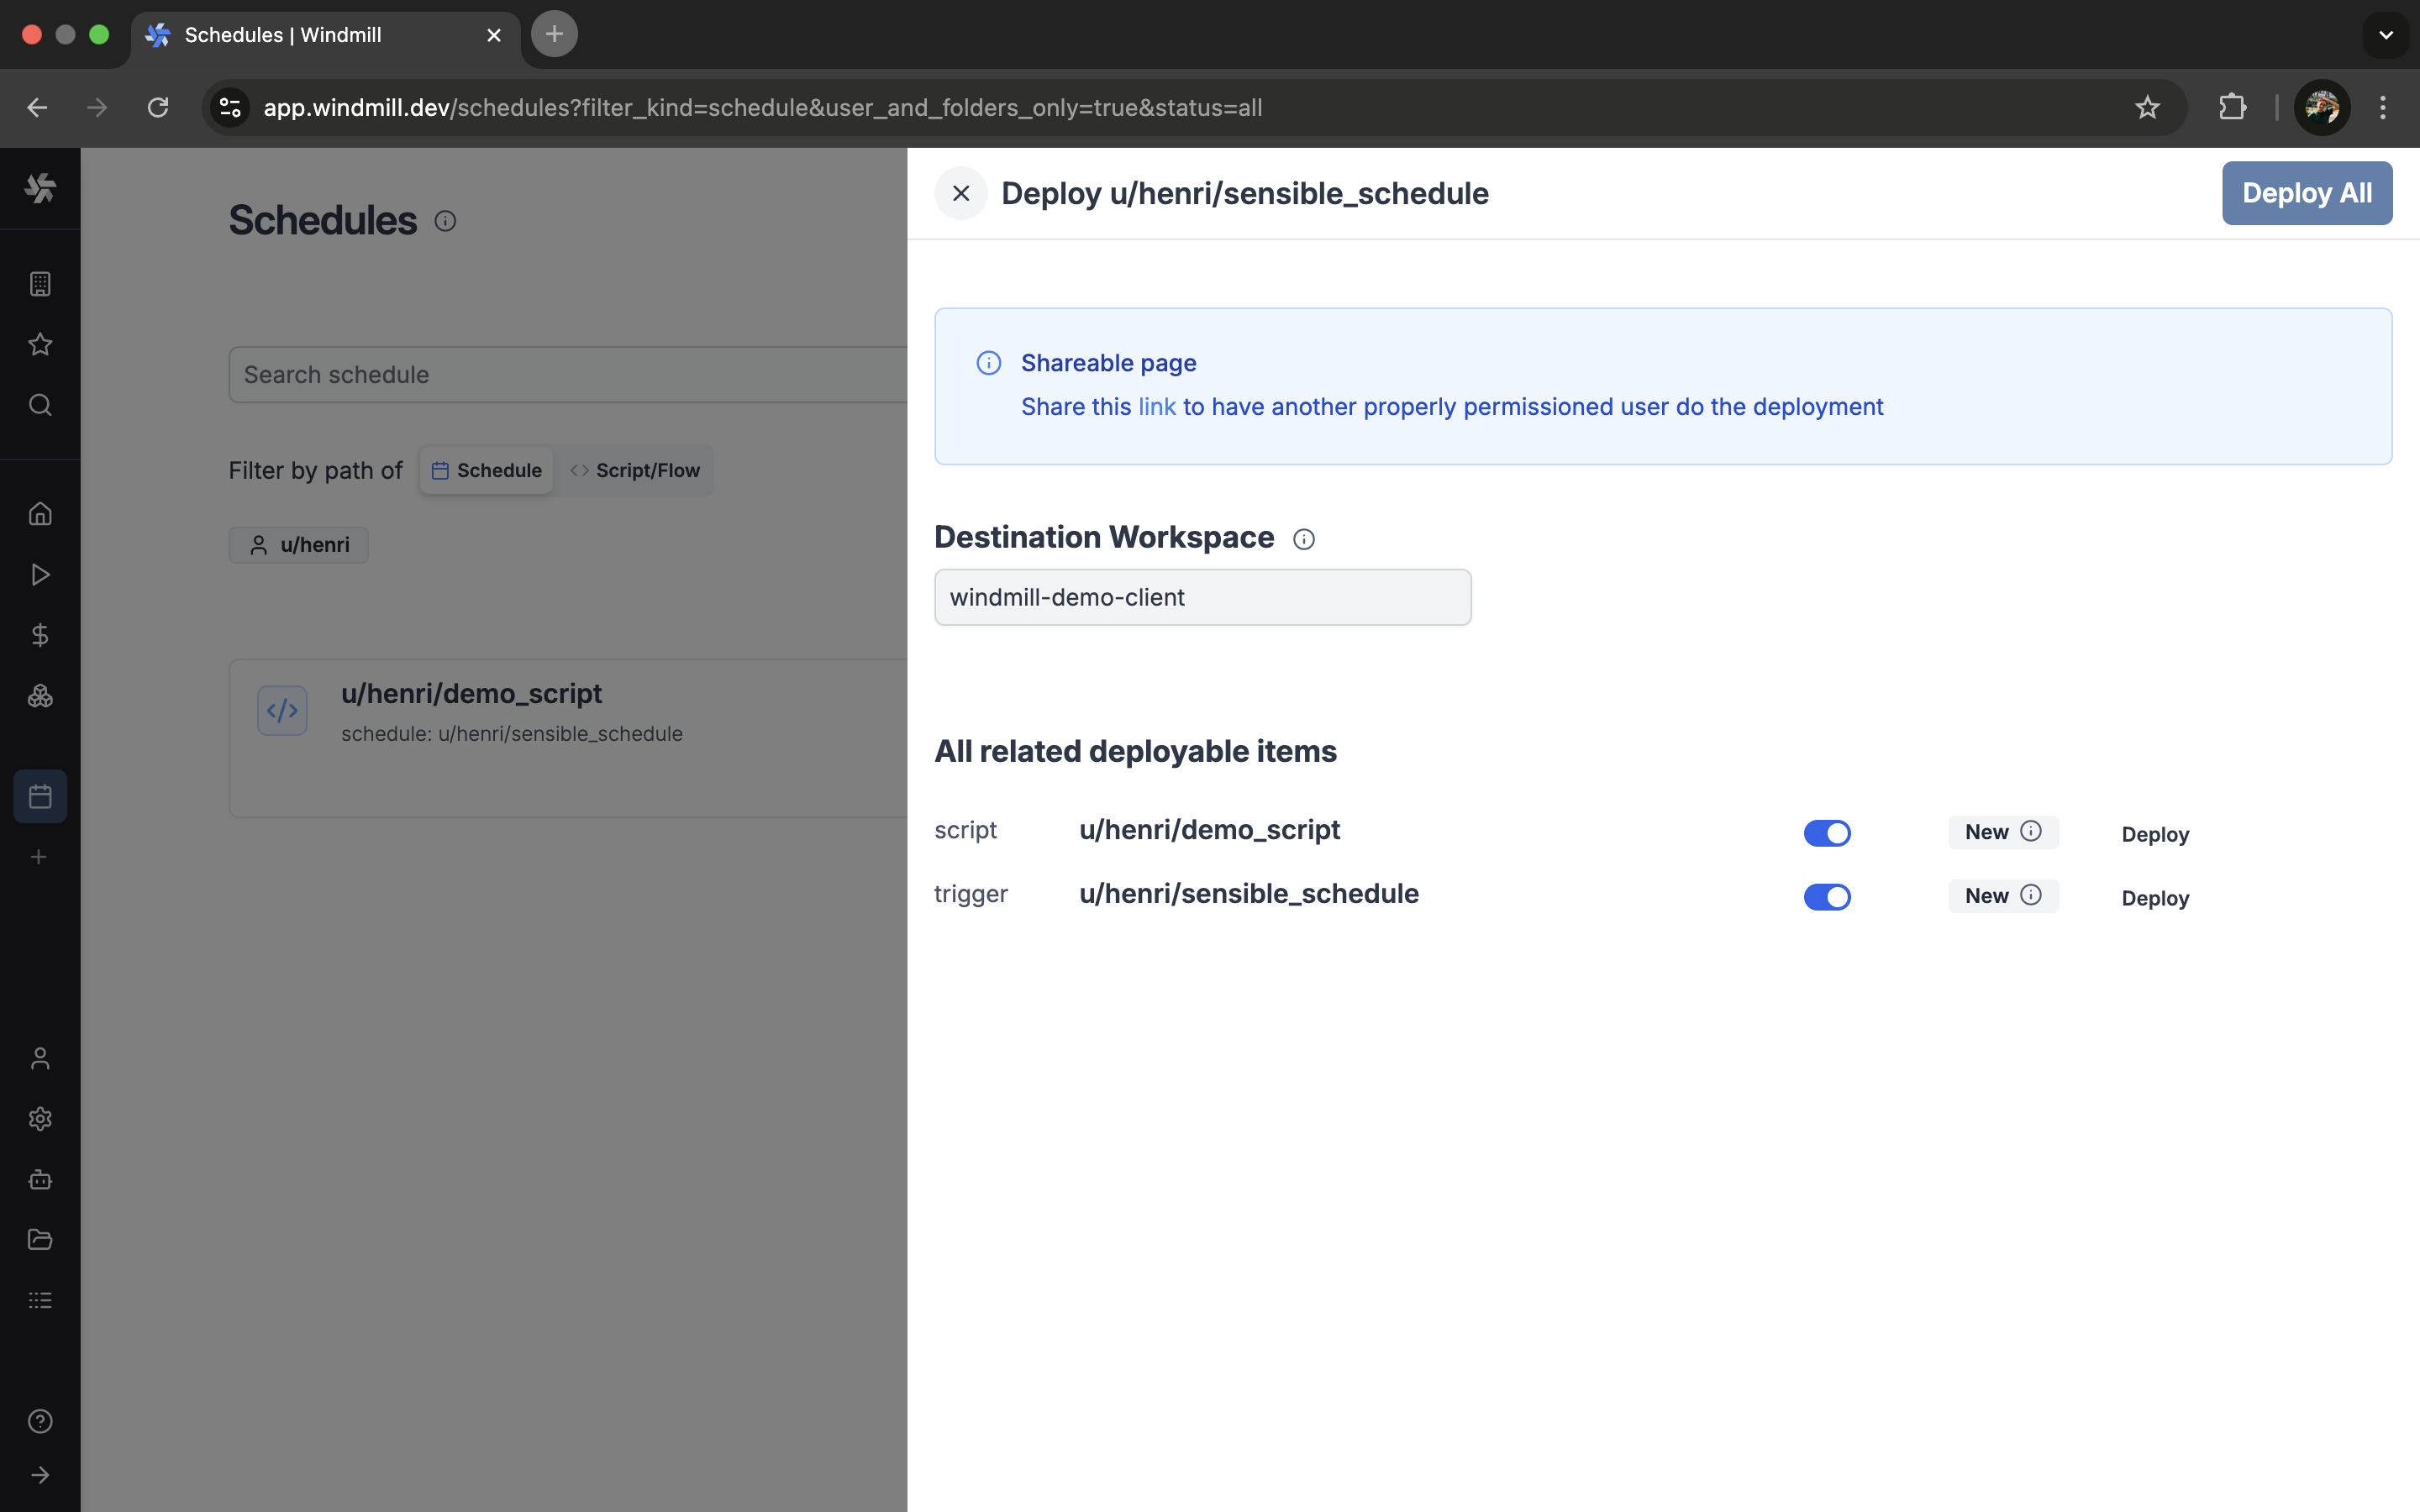 Schedules | Windmill
app.windmill.dev/schedules?filter_kind=schedule&user_and_folders_only=true&status=all
Schedules
Search schedule
Filter by path of Schedule Script/Flow
u/henri
u/henri/demo_script
schedule: u/henri/sensible_schedule
Deploy u/henri/sensible_schedule
Deploy All
Shareable page
Share this link to have another properly permissioned user do the deployment
Destination Workspace
windmill-demo-client
All related deployable items
script u/henri/demo_script New Deploy
trigger u/henri/sensible_schedule New Deploy